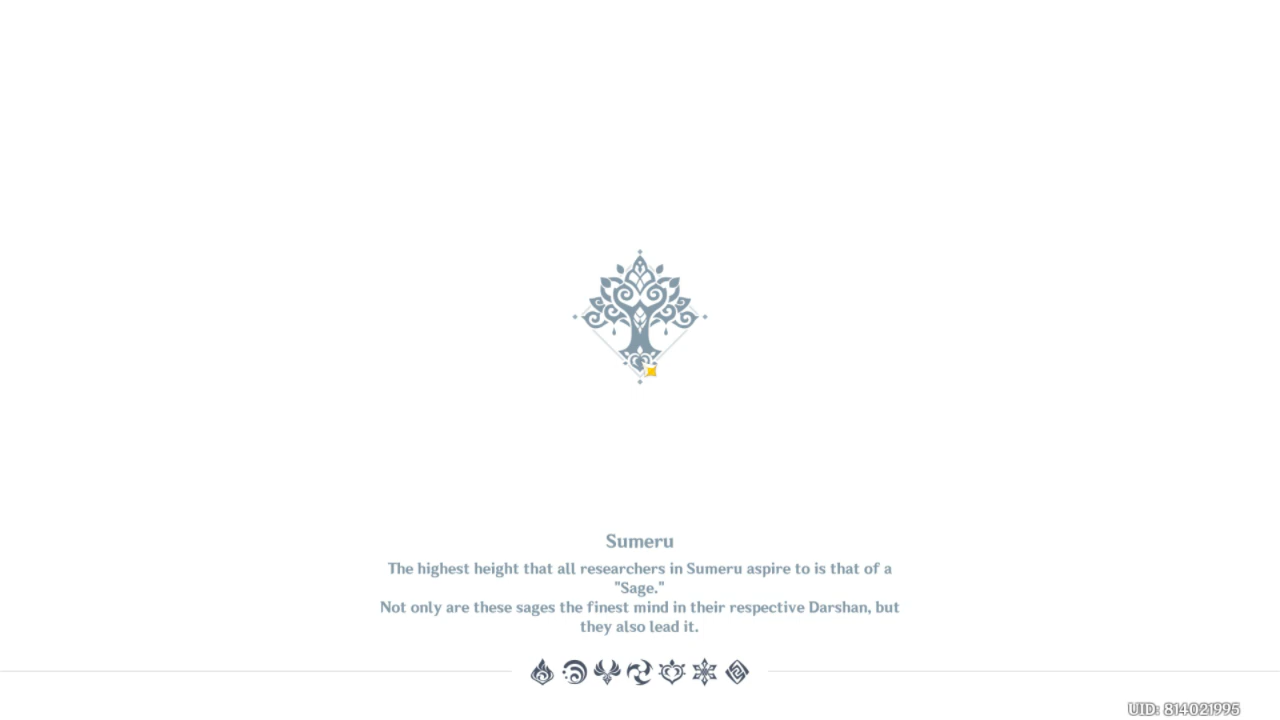 Sumeru
The highest height that all researchers in Sumeru aspire to is that of a
"Sage."
Not only are these sages the finest mind in their respective Darshan, but
they also lead it.
UID: 814021995